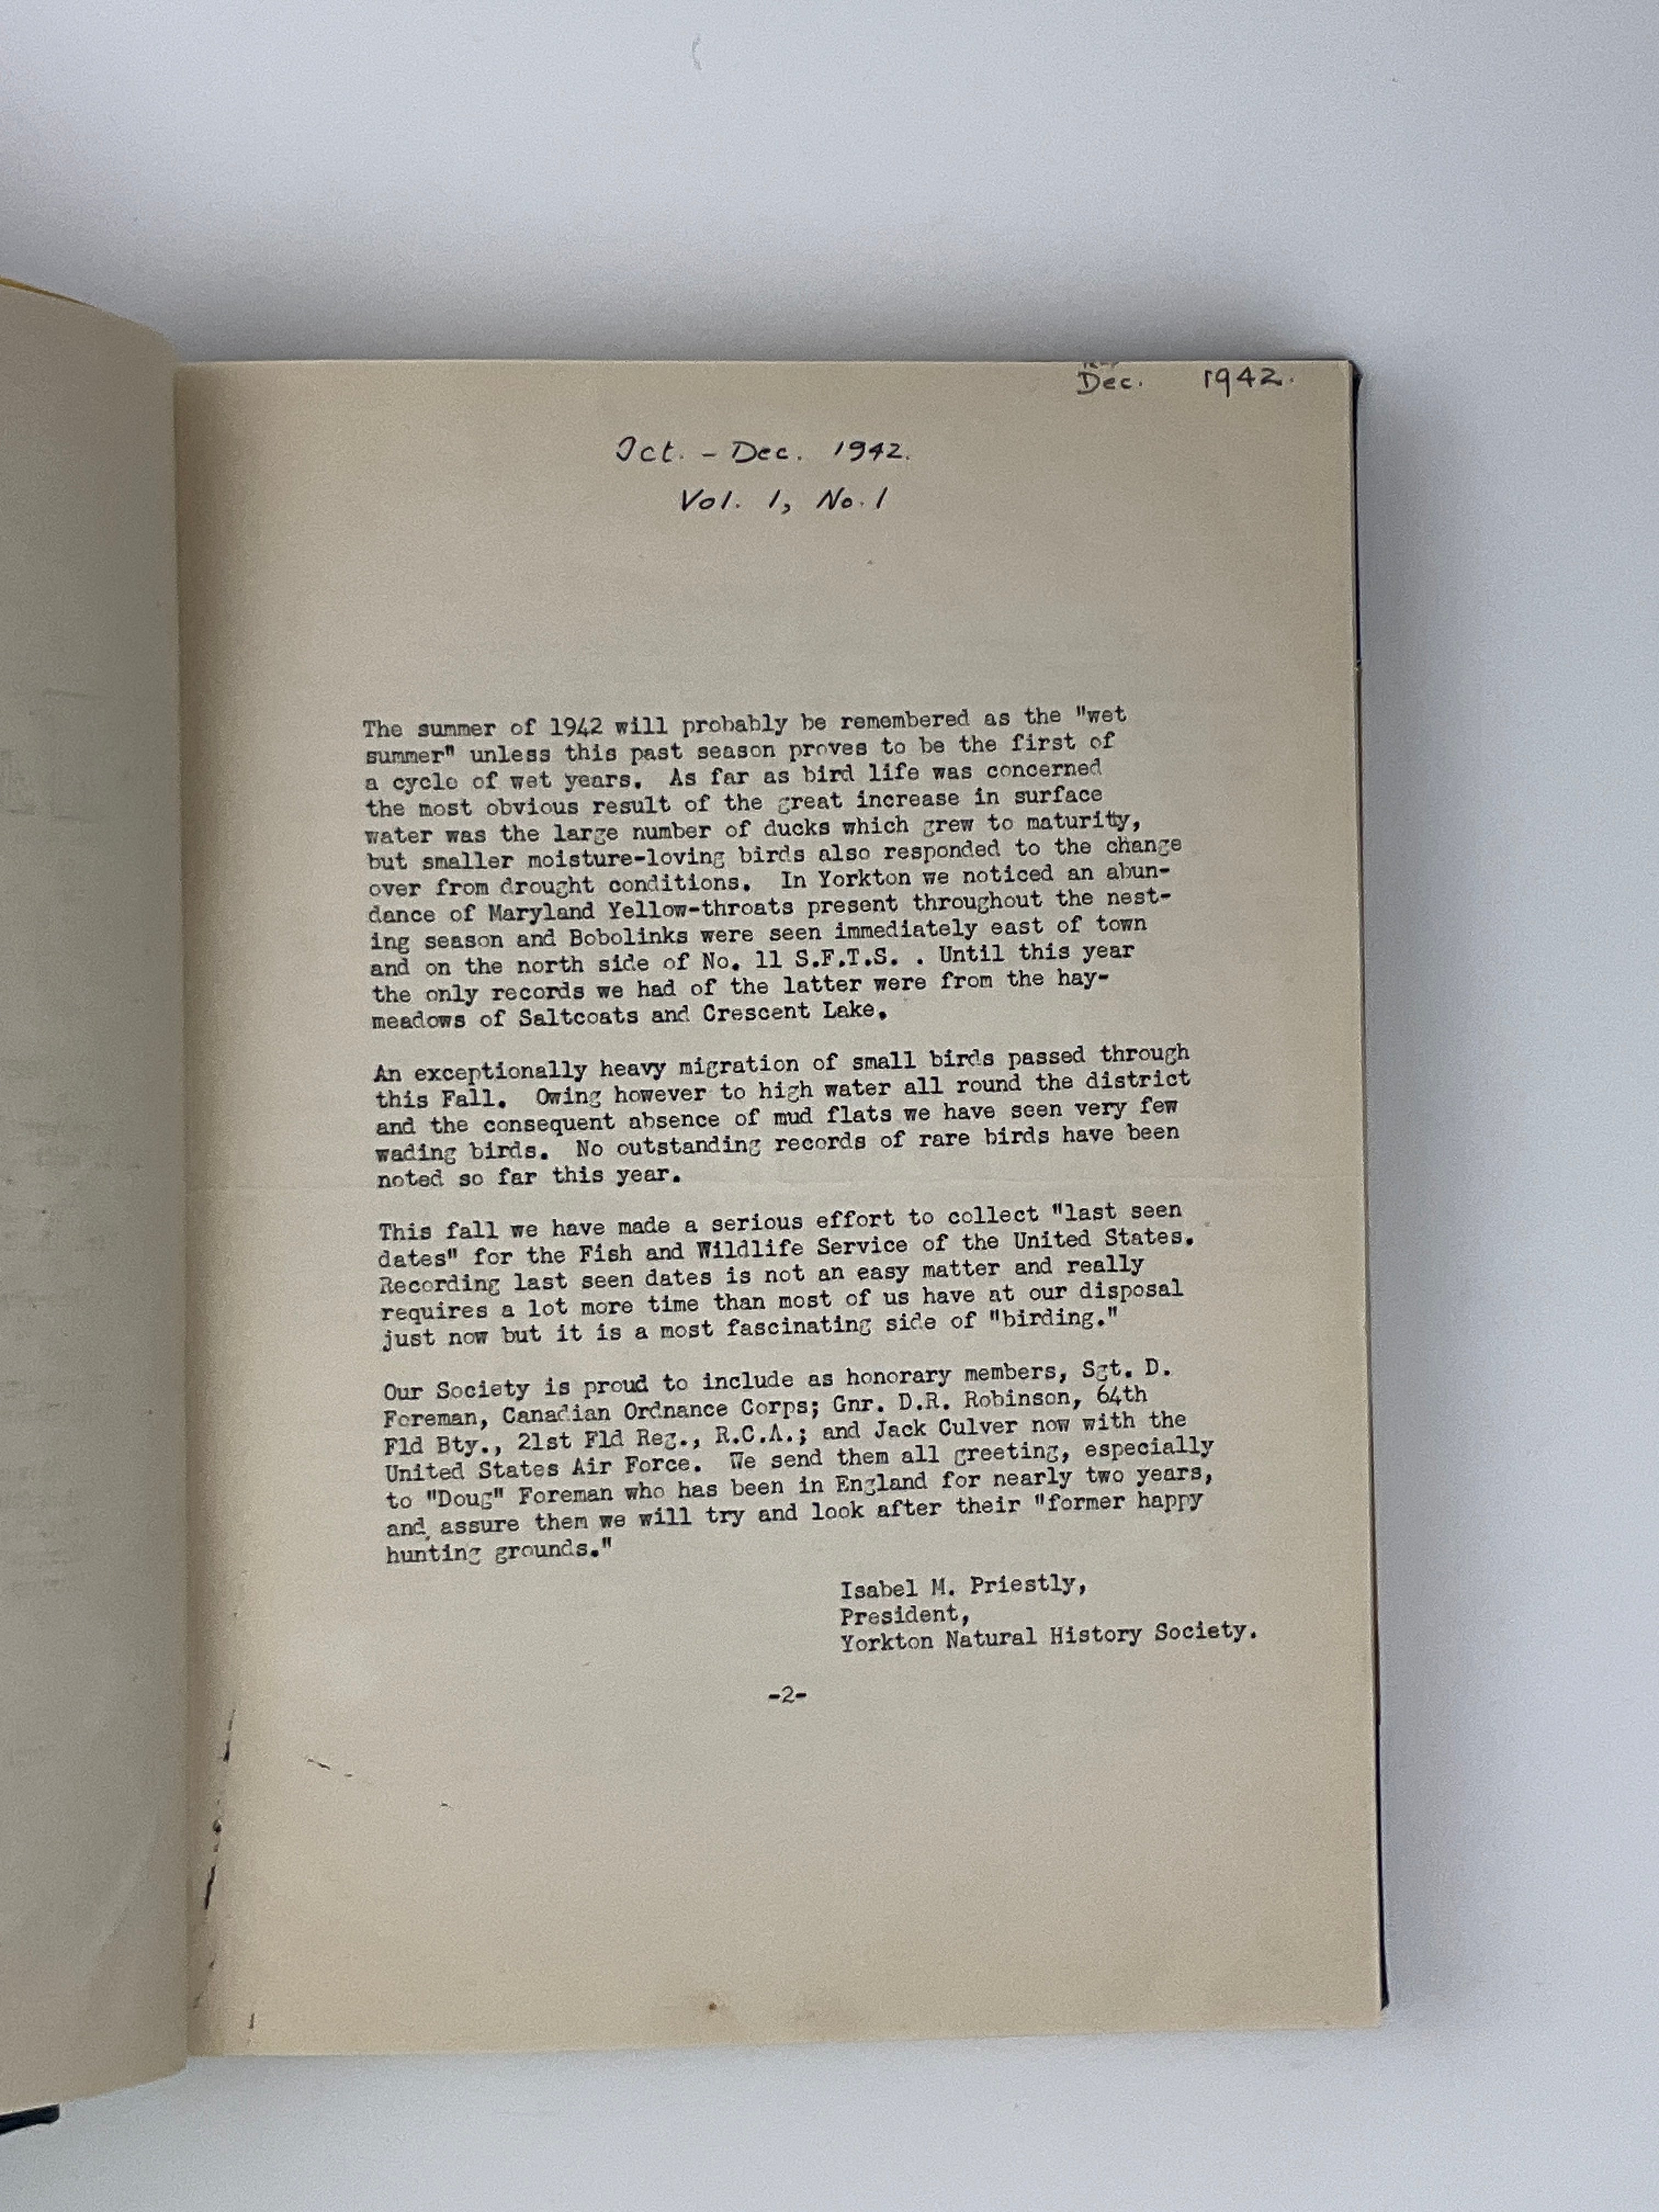 Dec. 1942.
Oct. - Dec. 1942.
Vol. 1, No. 1
The summer of 1942 will probably be remembered as the "wet
summer" unless this past season proves to be the first of
a cycle of wet years. As far as bird life was concerned
the most obvious result of the great increase in surface
water was the large number of ducks which grew to maturity,
but smaller moisture-loving birds also responded to the change
over from drought conditions. In Yorkton we noticed an abun-
dance of Maryland Yellow-throats present throughout the nest-
ing season and Bobolinks were seen immediately east of town
and on the north side of No. 11 S.F.T.S. . Until this year
the only records we had of the latter were from the hay-
meadows of Saltcoats and Crescent Lake.
An exceptionally heavy migration of small birds passed through
this Fall. Owing however to high water all round the district
and the consequent absence of mud flats we have seen very few
wading birds. No outstanding records of rare birds have been
noted so far this year.
This fall we have made a serious effort to collect "last seen
dates" for the Fish and Wildlife Service of the United States.
Recording last seen dates is not an easy matter and really
requires a lot more time than most of us have at our disposal
just now but it is a most fascinating side of "birding."
Our Society is proud to include as honorary members, Sgt. D.
Foreman, Canadian Ordnance Corps; Gnr. D.R. Robinson, 64th
Fld Bty., 21st Fld Reg., R.C.A.; and Jack Culver now with the
United States Air Force. We send them all greeting, especially
to "Doug" Foreman who has been in England for nearly two years,
and assure them we will try and look after their "former happy
hunting grounds."
Isabel M. Priestly,
President,
Yorkton Natural History Society.
-2-